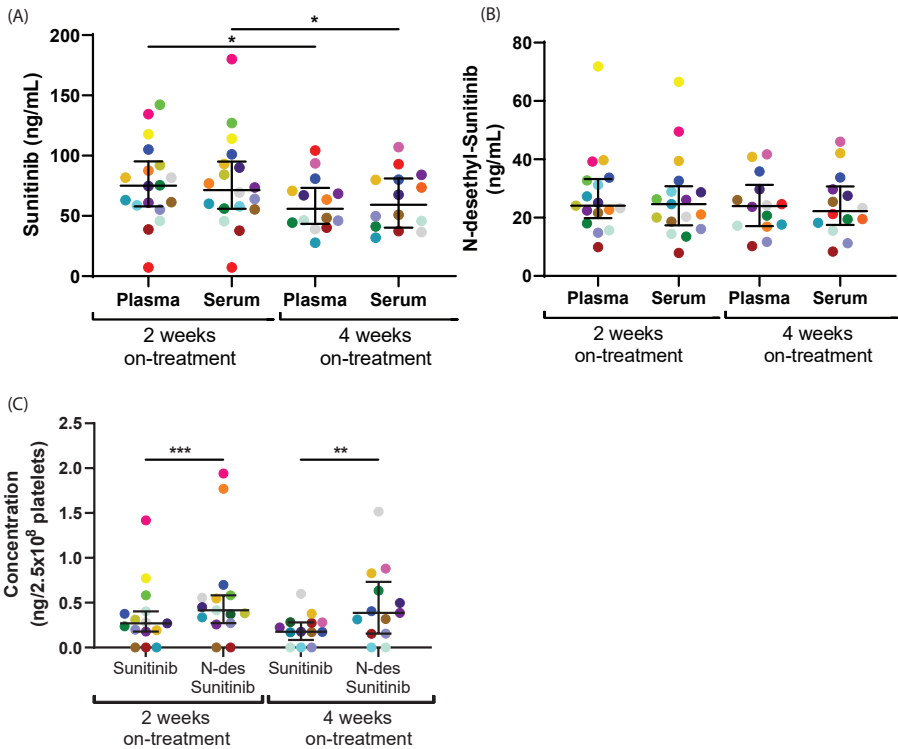 (A)
Sunitinib (ng/mL)
200
150
100
50
0
*
*
Plasma
Serum
Plasma
Serum
2 weeks
on-treatment
4 weeks
on-treatment
(B)
N-desethyl-Sunitinib
(ng/mL)
80
60
40
20
0
Plasma
Serum
Plasma
Serum
2 weeks
on-treatment
4 weeks
on-treatment
(C)
Concentration
(ng/2.5x10⁸ platelets)
2.5
2.0
1.5
1.0
0.5
0.0
***
**
Sunitinib
N-des
Sunitinib
Sunitinib
N-des
Sunitinib
2 weeks
on-treatment
4 weeks
on-treatment